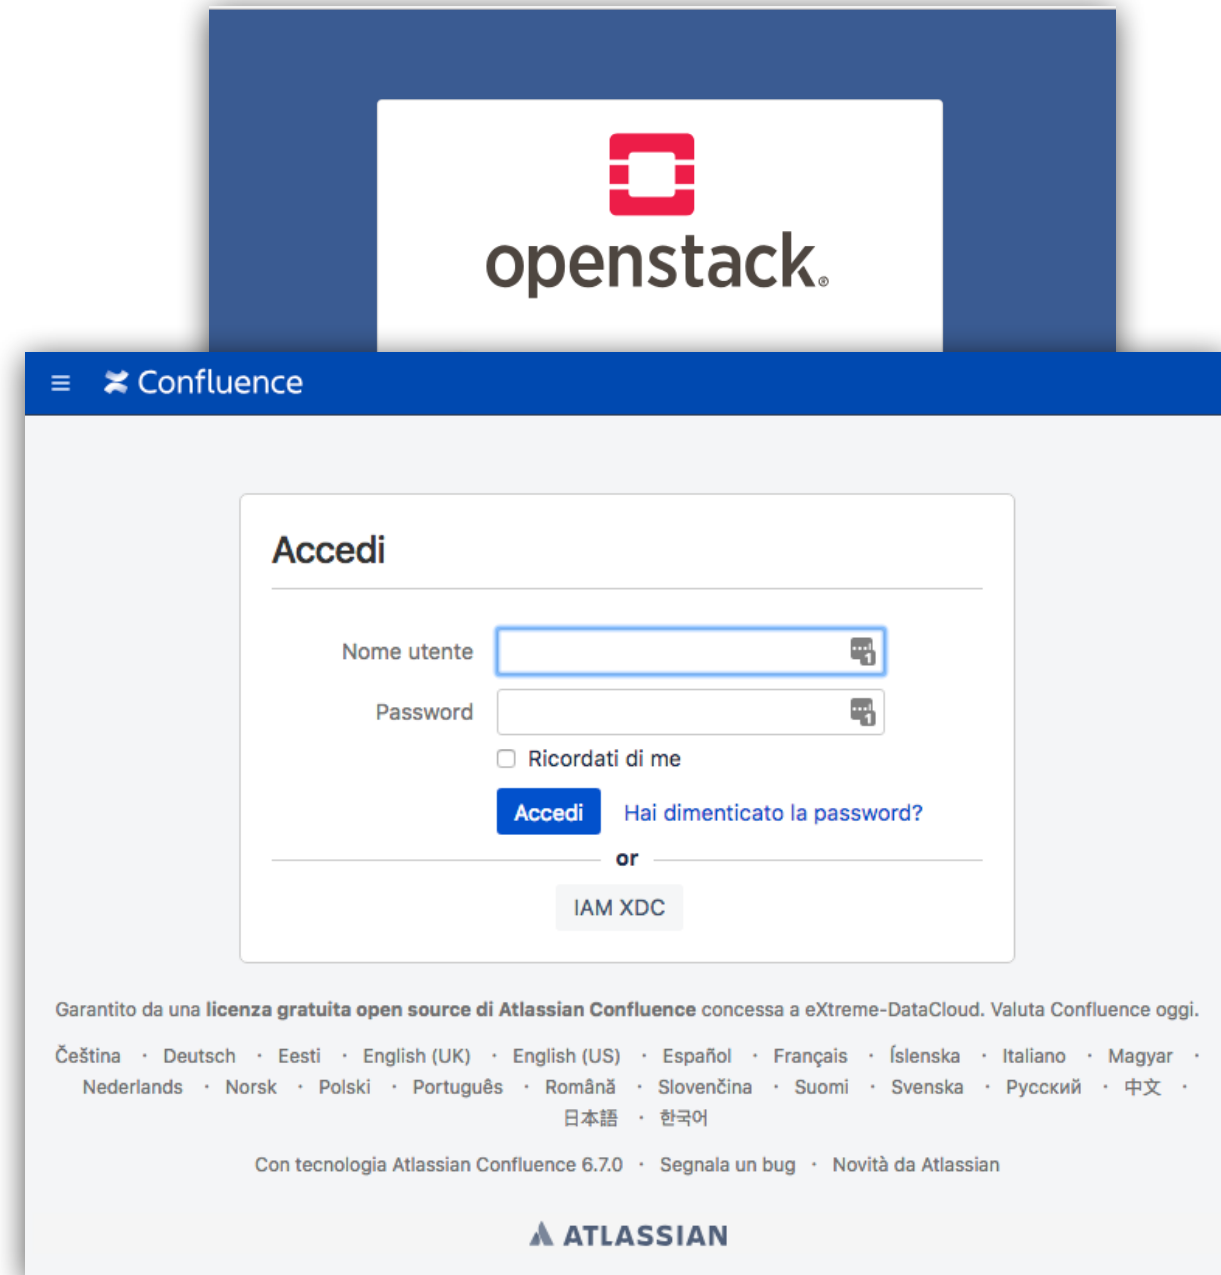 openstack®
Confluence
Accedi
Nome utente
Password
Ricordati di me
Accedi Hai dimenticato la password?
or
IAM XDC
Garantito da una licenza gratuita open source di Atlassian Confluence concessa a eXtreme-DataCloud. Valuta Confluence oggi.
Čeština · Deutsch · Eesti · English (UK) · English (US) · Español · Français · Íslenska · Italiano · Magyar ·
Nederlands · Norsk · Polski · Português · Română · Slovenčina · Suomi · Svenska · Русский · 中文 ·
日本語 · 한국어
Con tecnologia Atlassian Confluence 6.7.0 · Segnala un bug · Novità da Atlassian
ATLASSIAN